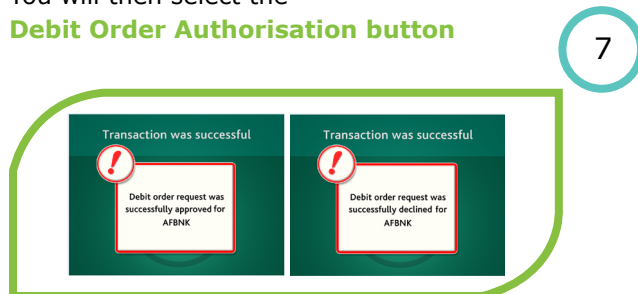 You will then select the
Debit Order Authorisation button
7
Transaction was successful
!
Debit order request was
successfully approved for
AFBNK
Transaction was successful
!
Debit order request was
successfully declined for
AFBNK